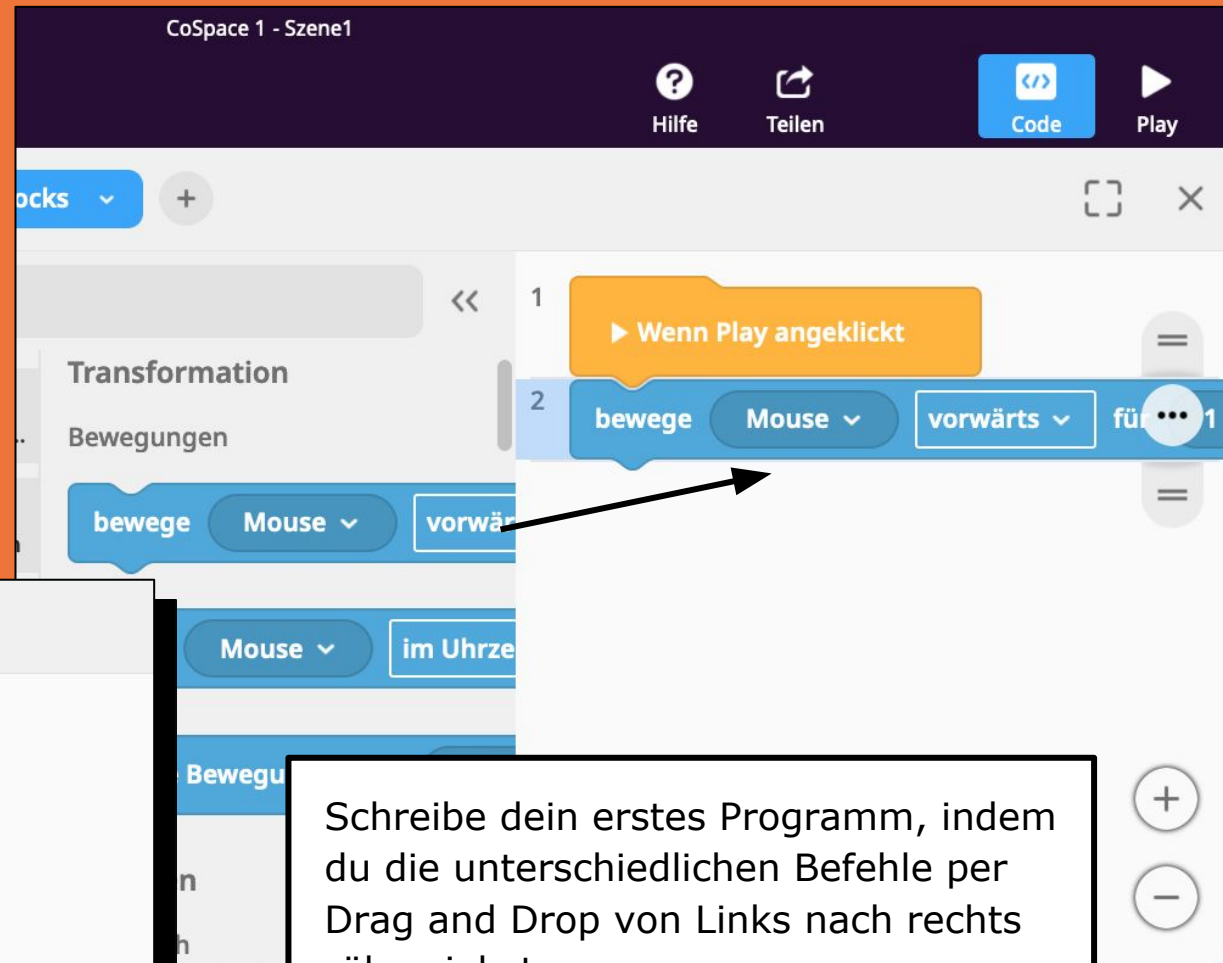 CoSpace 1 - Szene1
Hilfe
Teilen
Code
Play
ocks
Transformation
Bewegungen
bewege Mouse vorwär
Mouse im Uhrze
Bewegu
n
h
1
Wenn Play angeklickt
2
bewege Mouse vorwärts für 1
Schreibe dein erstes Programm, indem
du die unterschiedlichen Befehle per
Drag and Drop von Links nach rechts